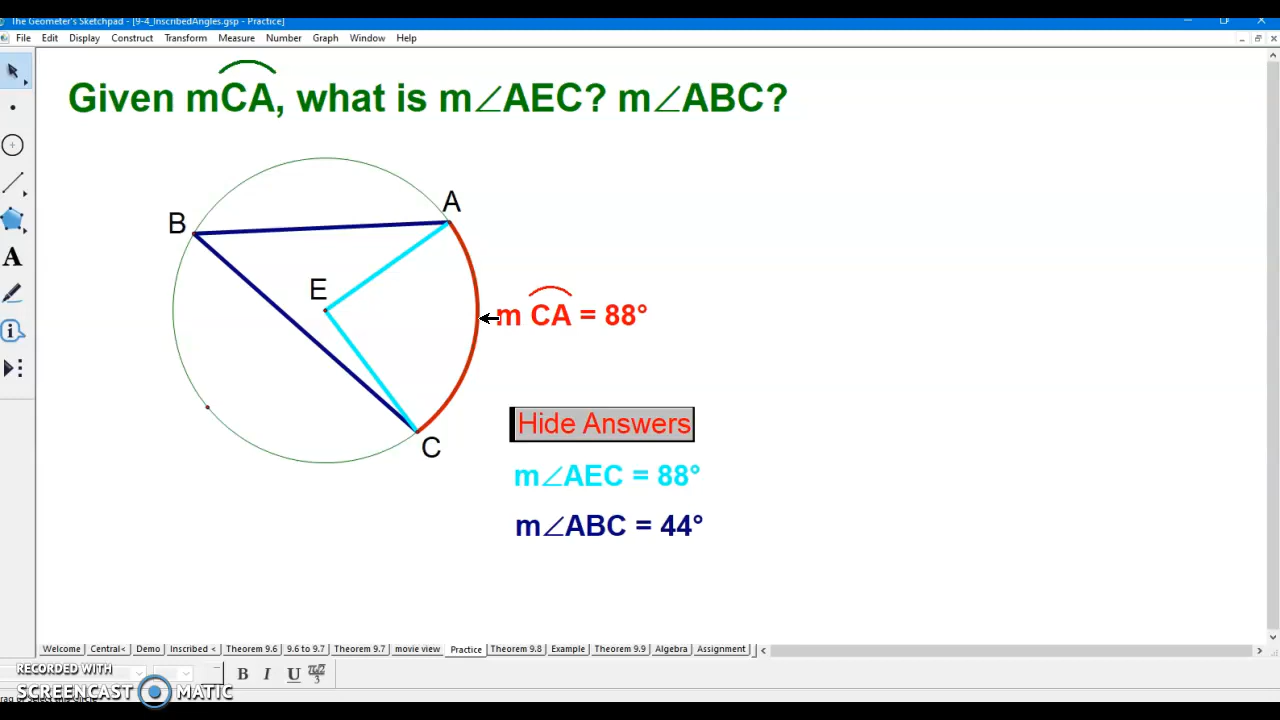 The Geometer's Sketchpad - [9-4_InscribedAngles.gsp - Practice]
File Edit Display Construct Transform Measure Number Graph Window Help
Given mCA, what is m∠AEC? m∠ABC?
A
B
E
m CA = 88°
Hide Answers
C
m∠AEC = 88°
m∠ABC = 44°
A
Welcome Central< Demo Inscribed < Theorem 9.6 9.6 to 9.7 Theorem 9.7 movie view Practice Theorem 9.8 Example Theorem 9.9 Algebra Assignment
RECORDED WITH
B I U
SCREENCAST MATIC